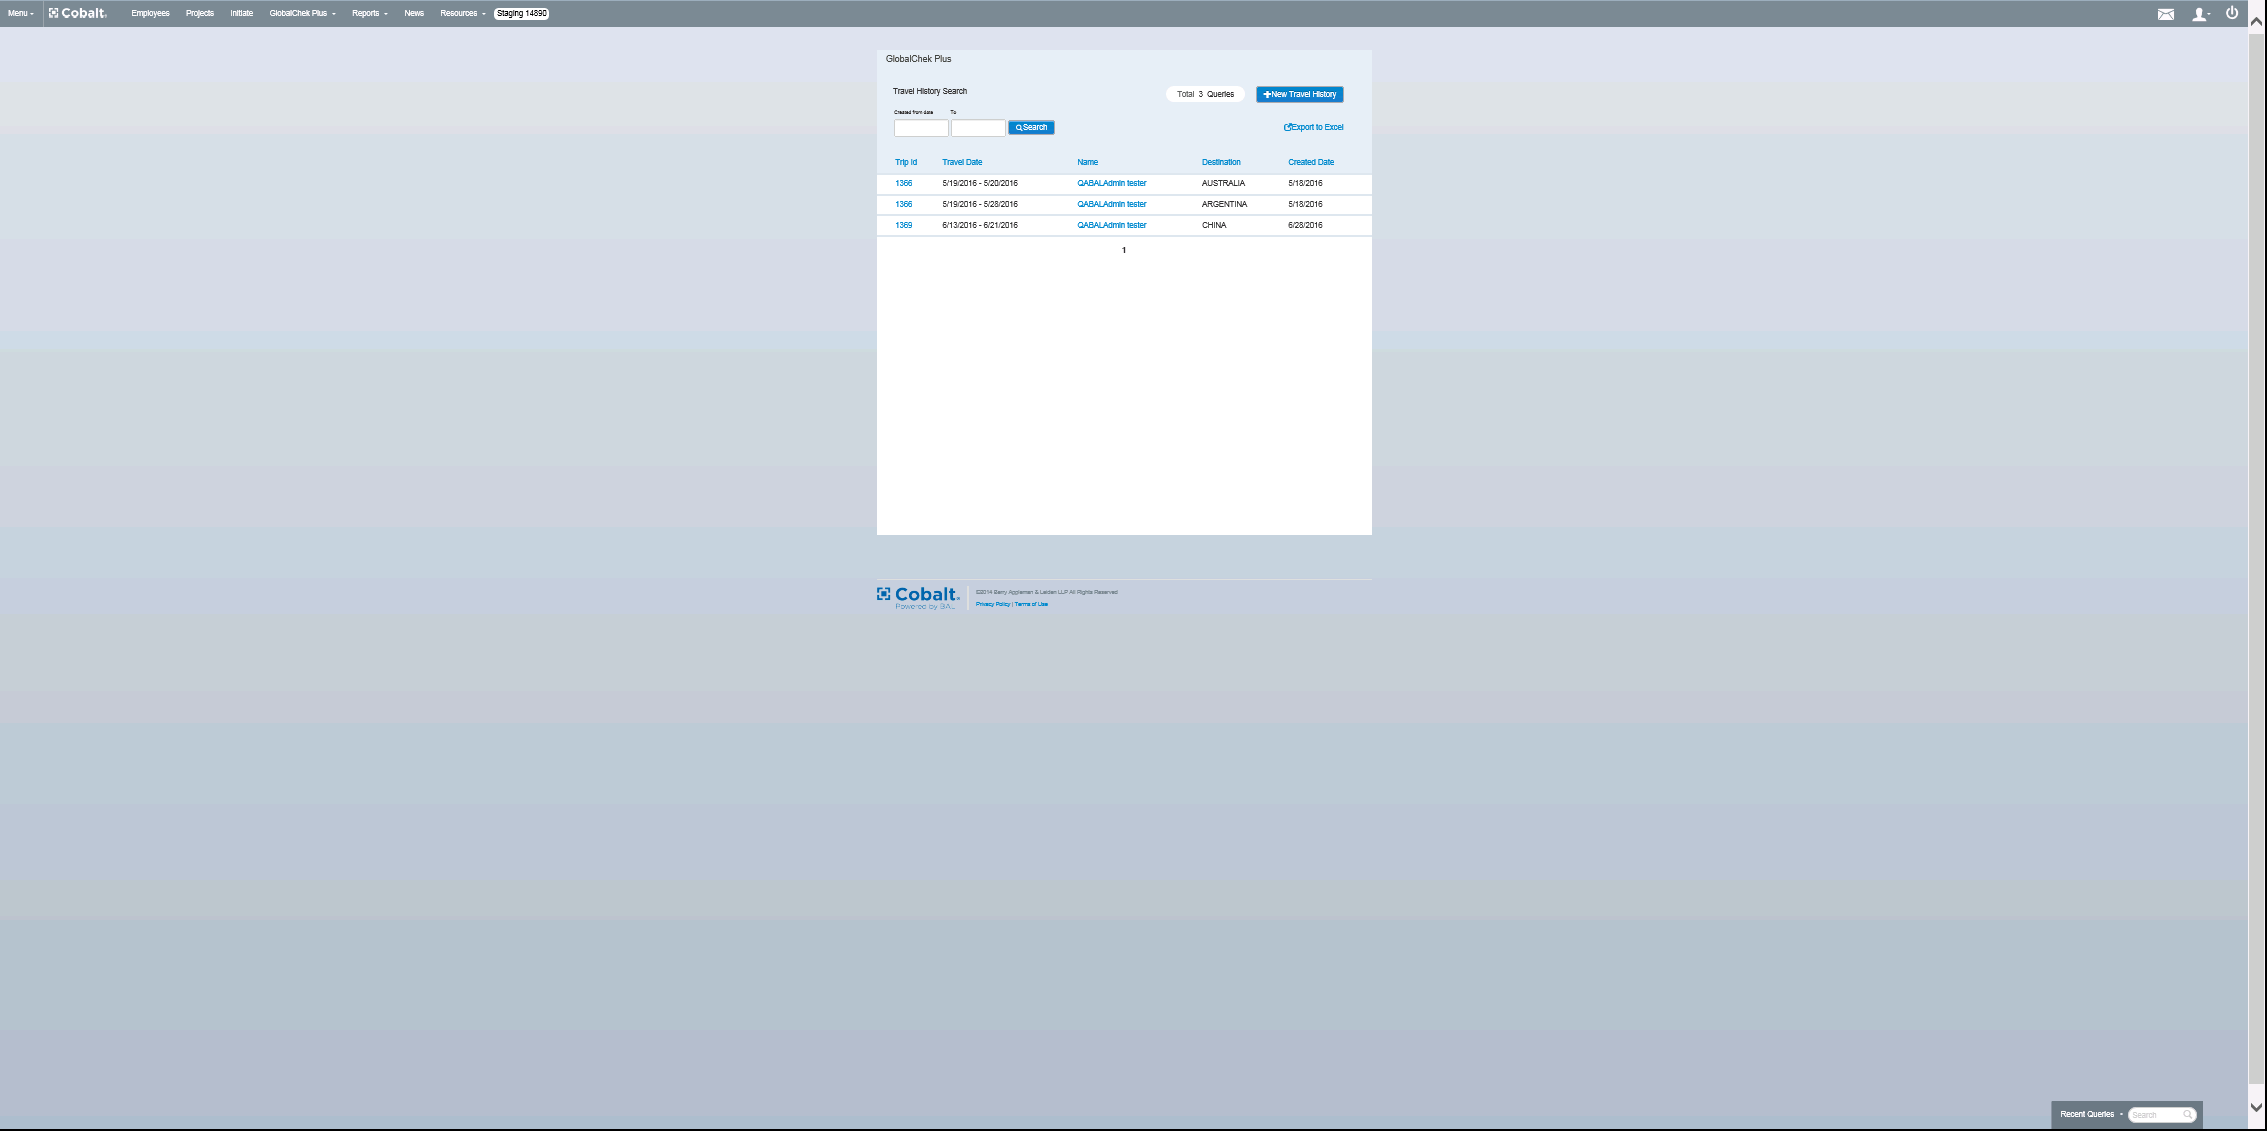 Menu Cobalt. Employees Projects Initiate GlobalChek Plus Reports News Resources Staging 14890
GlobalChek Plus
Travel History Search
Total 3 Queries
New Travel History
Created from date To
Search
Export to Excel
Trip Id Travel Date Name Destination Created Date
1366 5/19/2016 - 5/20/2016 QABALAdmin tester AUSTRALIA 5/18/2016
1366 5/19/2016 - 5/28/2016 QABALAdmin tester ARGENTINA 5/18/2016
1369 6/13/2016 - 6/21/2016 QABALAdmin tester CHINA 6/28/2016
1
Cobalt.
Powered by BAL
©2014 Berry Appleman & Leiden LLP All Rights Reserved
Privacy Policy | Terms of Use
Recent Queries Search